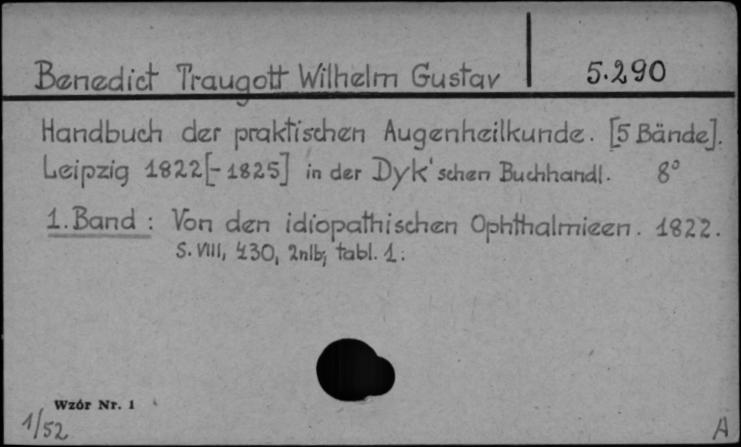 Benedict Traugott Wilhelm Gustav
5.290
Handbuch der praktischen Augenheilkunde. [5 Bände].
Leipzig 1822[-1825] in der Dyk'schen Buchhandl. 8°
1. Band : Von den idiopathischen Ophthalmieen. 1822.
S. VIII, 430, 2nlb; tabl. 1.
Wzór Nr. 1
1/52
A